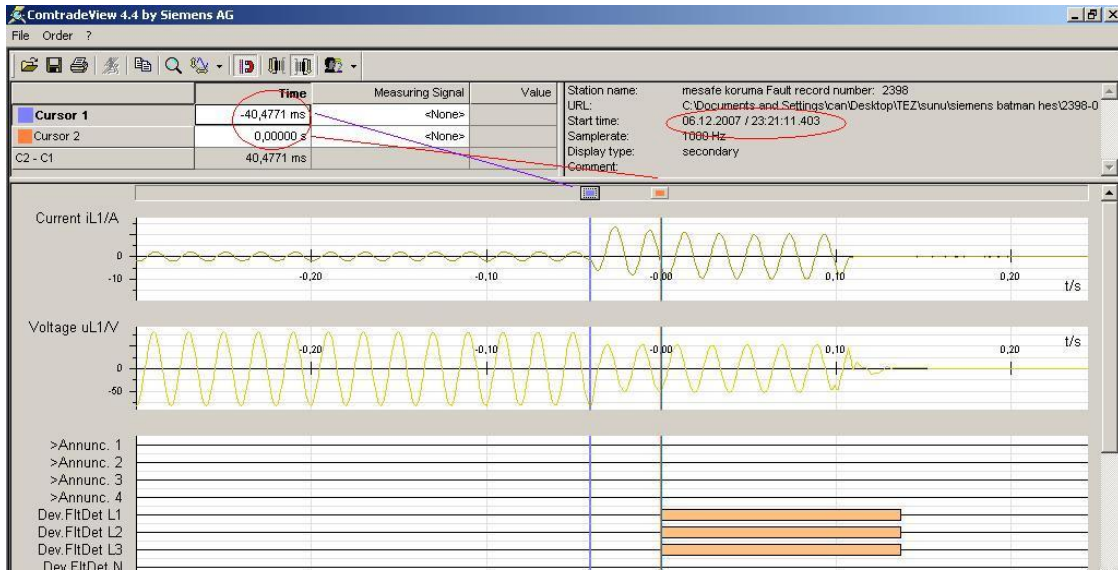 ComtradeView 4.4 by Siemens AG
File Order ?
Time Measuring Signal Value
Cursor 1 -40,4771 ms <None>
Cursor 2 0,00000 s <None>
C2 - C1 40,4771 ms
Station name: mesafe koruma Fault record number: 2398
URL: C:\Documents and Settings\can\Desktop\TEZ\sunu\siemens batman hes\2398-0
Start time: 06.12.2007 / 23:21:11.403
Samplerate: 1000 Hz
Display type: secondary
Comment:
Current iL1/A
0
-10
-0,20 -0,10 -0,00 0,10 0,20
t/s
Voltage uL1/V
t/s
-0,20 -0,10 -0,00 0,10 0,20
0
-50
>Annunc. 1
>Annunc. 2
>Annunc. 3
>Annunc. 4
Dev.FltDet L1
Dev.FltDet L2
Dev.FltDet L3
Dev.FltDet N